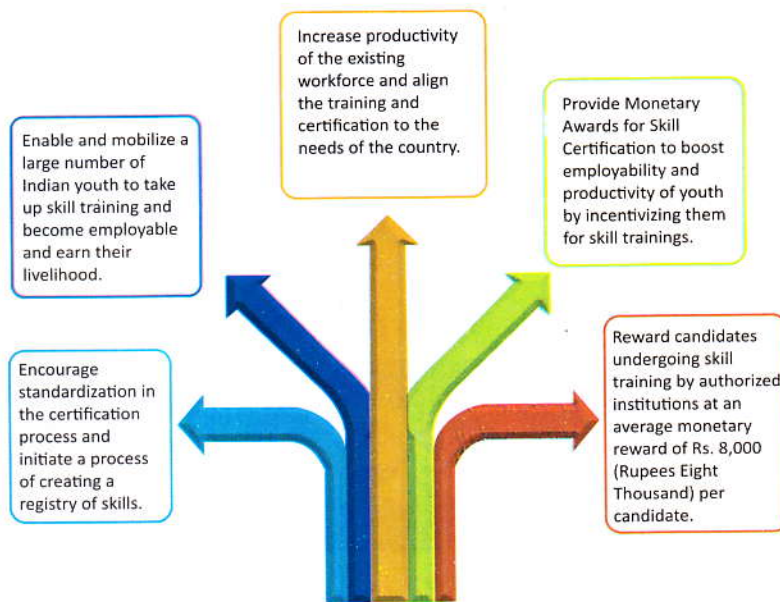 Increase productivity
of the existing
workforce and align
the training and
certification to the
needs of the country.
Enable and mobilize a
large number of
Indian youth to take
up skill training and
become employable
and earn their
livelihood.
Provide Monetary
Awards for Skill
Certification to boost
employability and
productivity of youth
by incentivizing them
for skill trainings.
Encourage
standardization in
the certification
process and
initiate a process
of creating a
registry of skills.
Reward candidates
undergoing skill
training by authorized
institutions at an
average monetary
reward of Rs. 8,000
(Rupees Eight
Thousand) per
candidate.